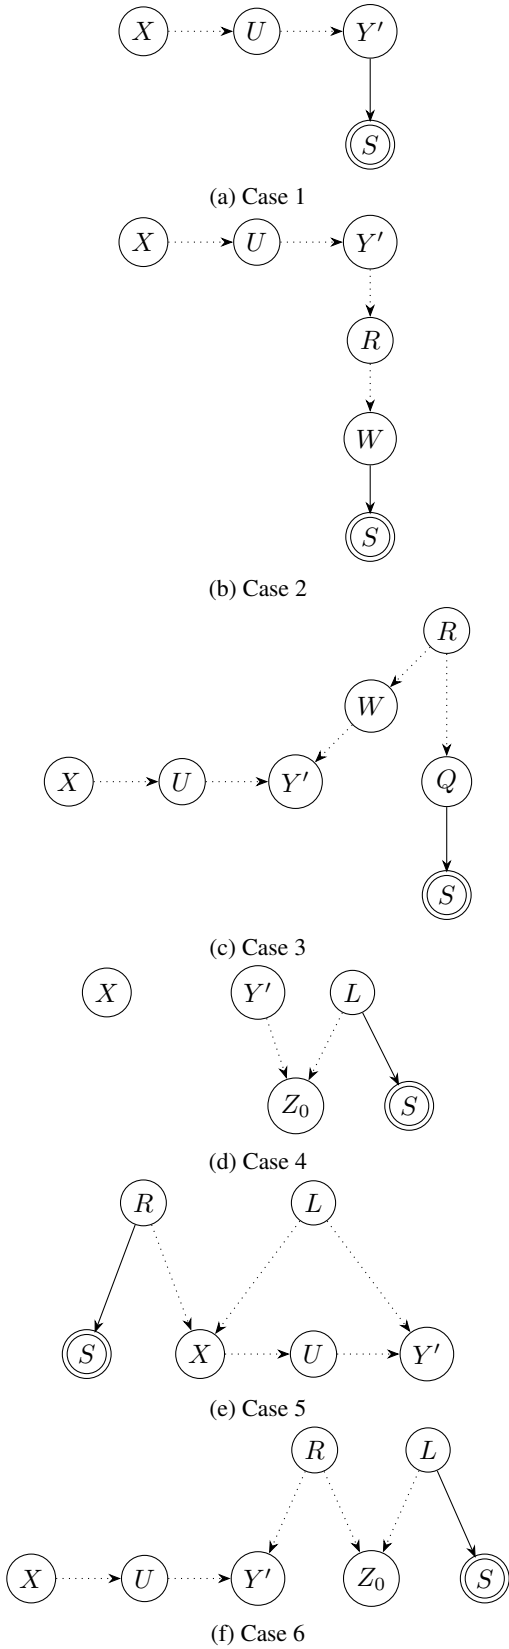 X U Y′
S
(a) Case 1
X U Y′
R
W
S
(b) Case 2
R
W
X U Y′ Q
S
(c) Case 3
X Y′ L
Z₀ S
(d) Case 4
R L
S X U Y′
(e) Case 5
R L
X U Y′ Z₀ S
(f) Case 6